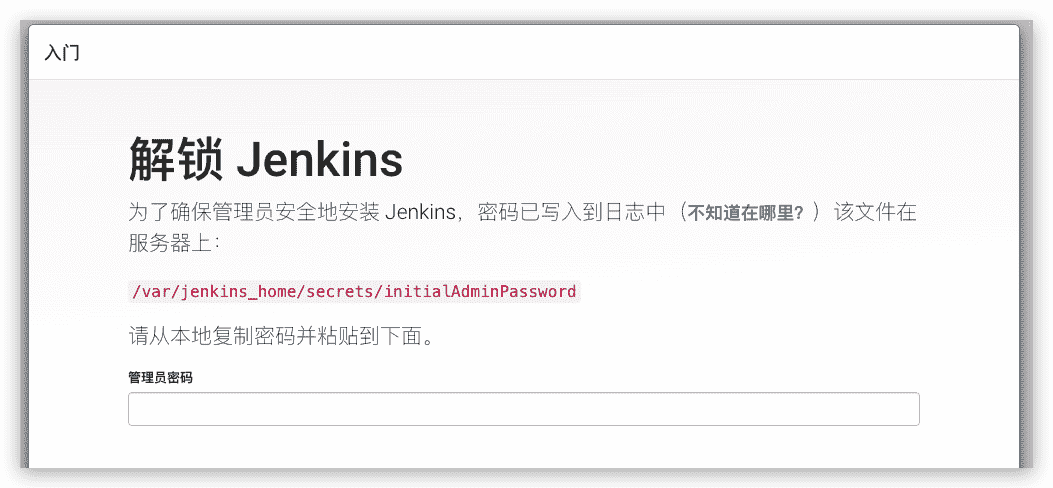 入门
解锁 Jenkins
为了确保管理员安全地安装 Jenkins，密码已写入到日志中（不知道在哪里？）该文件在
服务器上：
/var/jenkins_home/secrets/initialAdminPassword
请从本地复制密码并粘贴到下面。
管理员密码